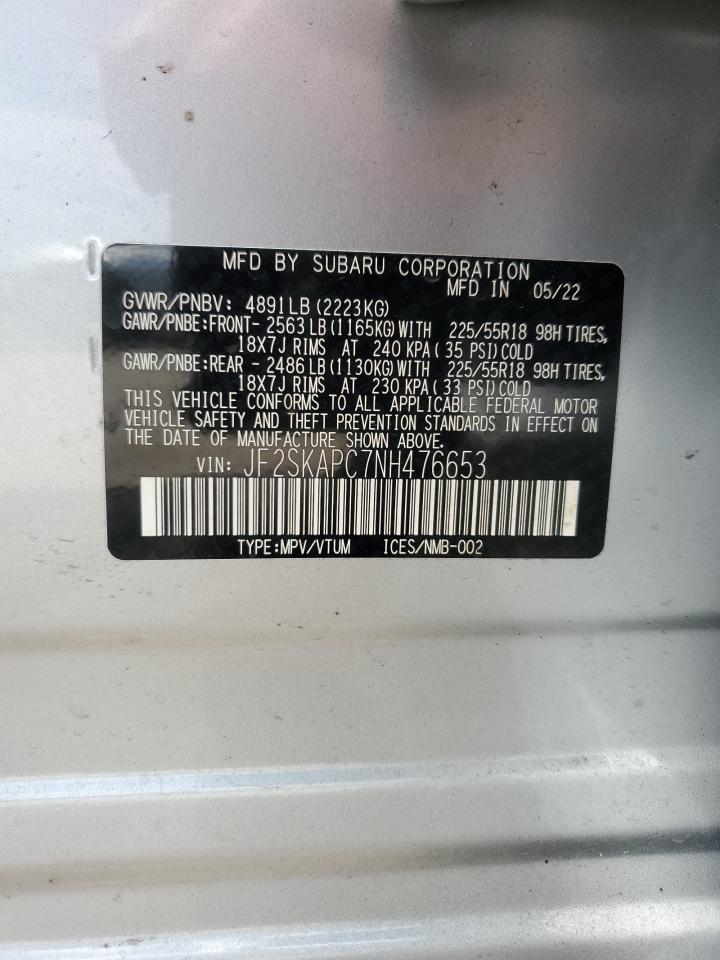 MFD BY SUBARU CORPORATION
MFD IN 05/22
GVWR/PNBV: 4891LB (2223KG)
GAWR/PNBE:FRONT- 2563LB (1165KG)WITH 225/55R18 98H TIRES,
18X7J RIMS AT 240 KPA( 35 PSI)COLD
GAWR/PNBE:REAR - 2486LB (1130KG)WITH 225/55R18 98H TIRES,
18X7J RIMS AT 230 KPA( 33 PSI)COLD
THIS VEHICLE CONFORMS TO ALL APPLICABLE FEDERAL MOTOR
VEHICLE SAFETY AND THEFT PREVENTION STANDARDS IN EFFECT ON
THE DATE OF MANUFACTURE SHOWN ABOVE.
VIN: JF2SKAPC7NH476653
TYPE:MPV/VTUM ICES/NMB-002